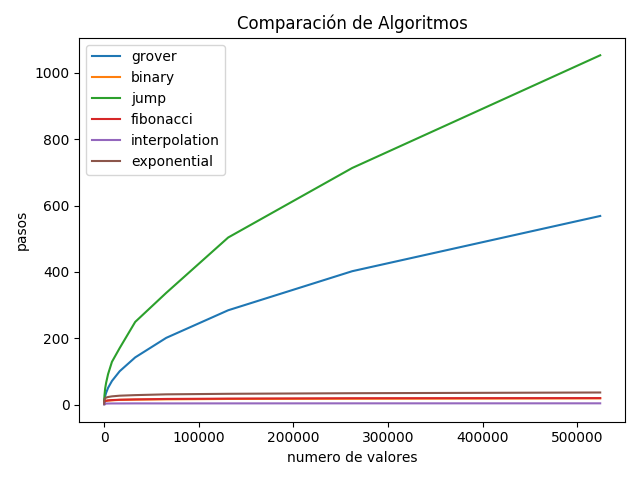 Comparación de Algoritmos
grover
binary
jump
fibonacci
interpolation
exponential
pasos
1000
800
600
400
200
0
0 100000 200000 300000 400000 500000
numero de valores